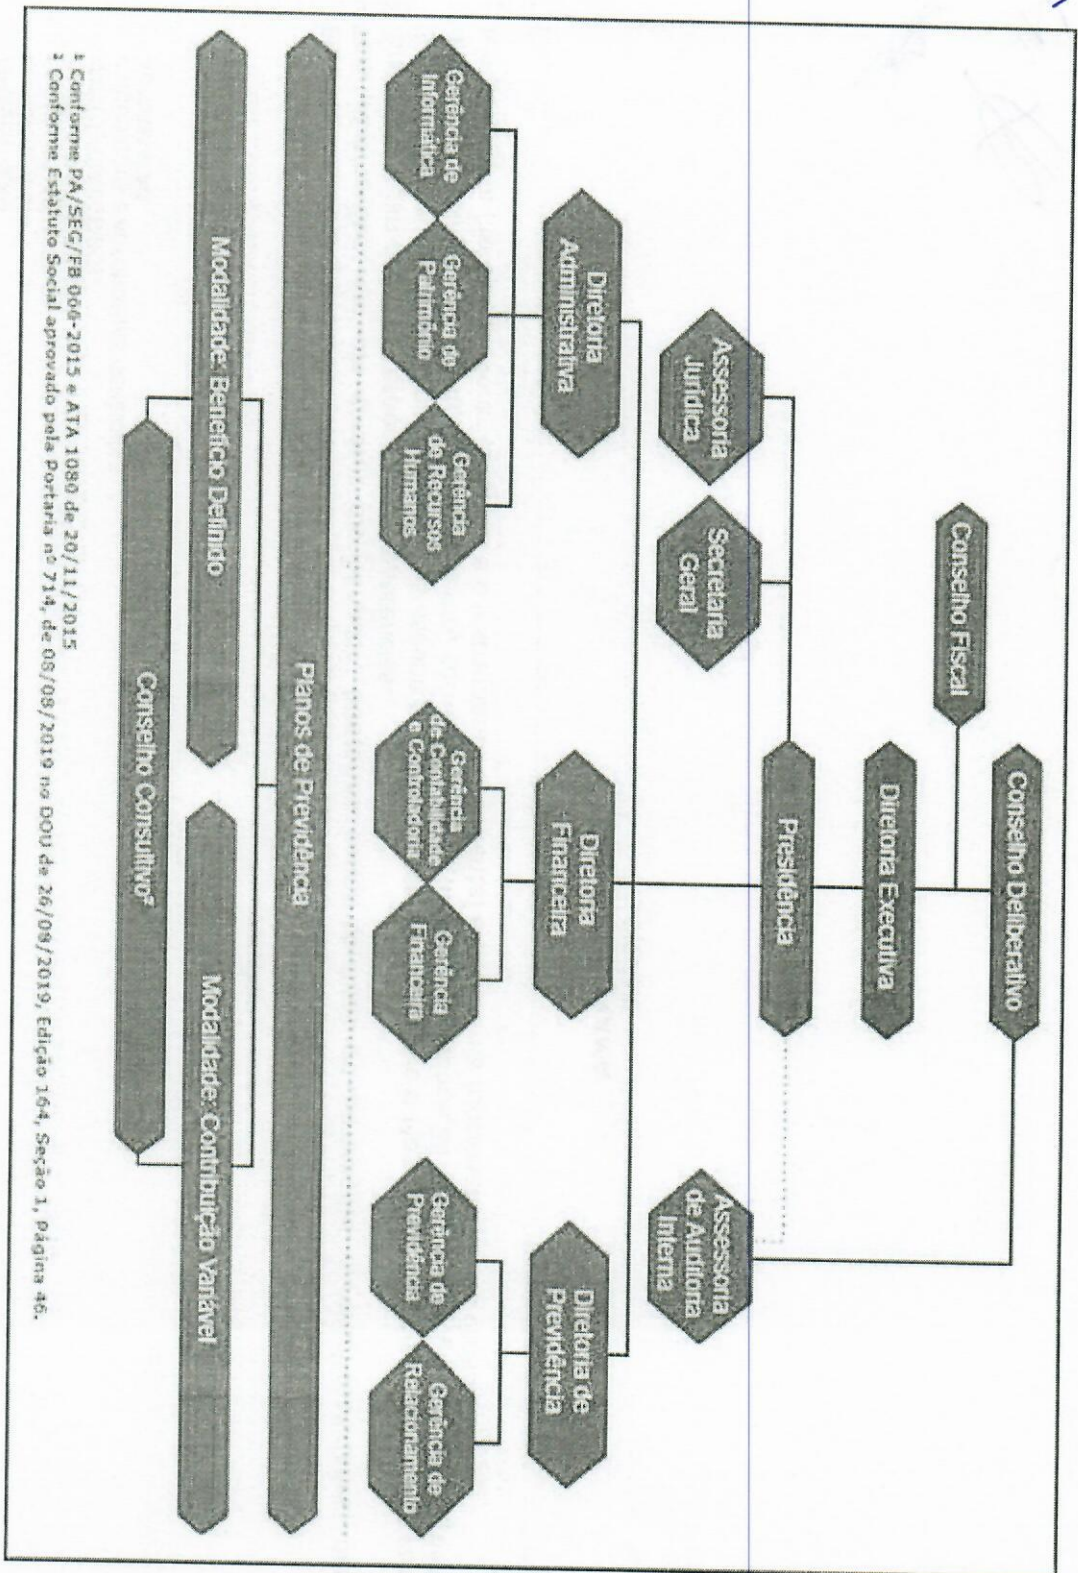 Conselho Deliberativo
Conselho Fiscal
Diretoria Executiva
Presidência
Assessoria
Jurídica
Secretaria
Geral
Assessoria
de Auditoria
Interna
Diretoria
Administrativa
Diretoria
Financeira
Diretoria de
Previdência
Gerência de
Informática
Gerência de
Patrimônio
Gerência
de Recursos
Humanos
Gerência
de Contabilidade
e Controladoria
Gerência
Financeira
Gerência de
Previdência
Gerência de
Relacionamento
Planos de Previdência
Modalidade: Benefício Definido
Modalidade: Contribuição Variável
Conselho Consultivo²
¹ Conforme PA/SEG/FB 066-2015 e ATA 1080 de 20/11/2015
² Conforme Estatuto Social aprovado pela Portaria nº 714, de 08/08/2019 no DOU de 26/08/2019, Edição 164, Seção 1, Página 46.